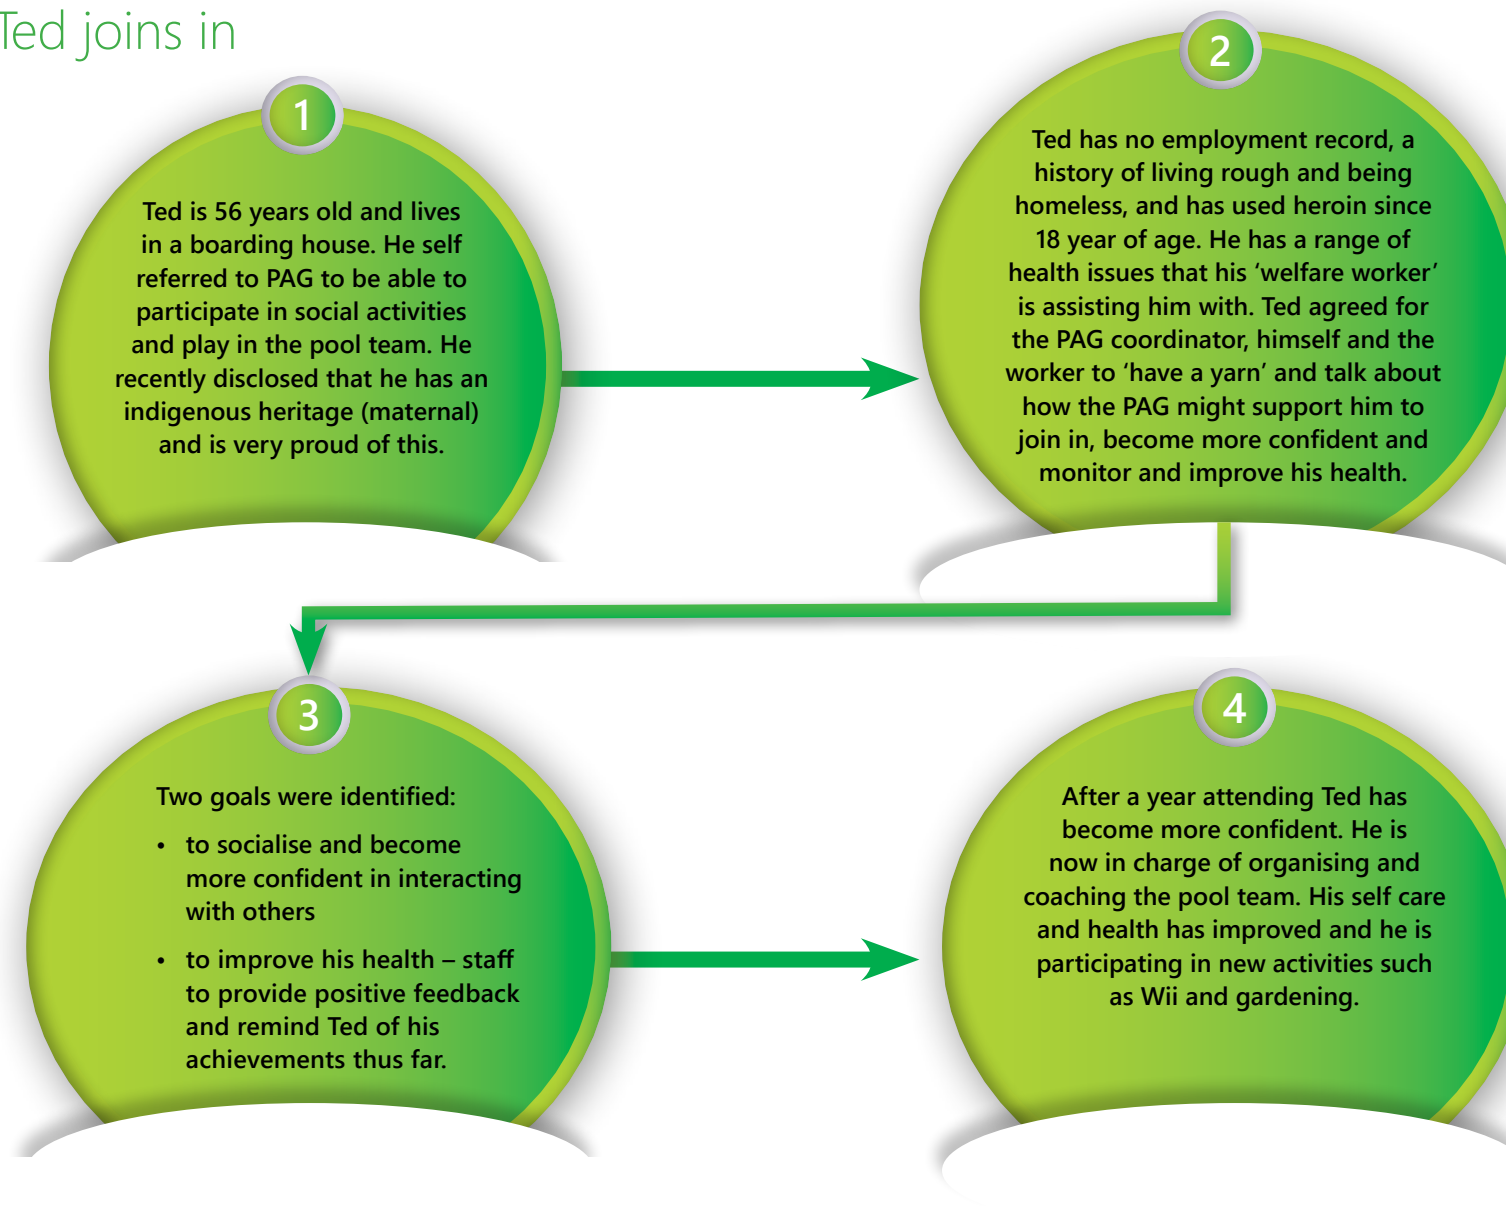 Ted joins in
1
Ted is 56 years old and lives
in a boarding house. He self
referred to PAG to be able to
participate in social activities
and play in the pool team. He
recently disclosed that he has an
indigenous heritage (maternal)
and is very proud of this.
2
Ted has no employment record, a
history of living rough and being
homeless, and has used heroin since
18 year of age. He has a range of
health issues that his ‘welfare worker’
is assisting him with. Ted agreed for
the PAG coordinator, himself and the
worker to ‘have a yarn’ and talk about
how the PAG might support him to
join in, become more confident and
monitor and improve his health.
3
Two goals were identified:
• to socialise and become
more confident in interacting
with others
• to improve his health – staff
to provide positive feedback
and remind Ted of his
achievements thus far.
4
After a year attending Ted has
become more confident. He is
now in charge of organising and
coaching the pool team. His self care
and health has improved and he is
participating in new activities such
as Wii and gardening.